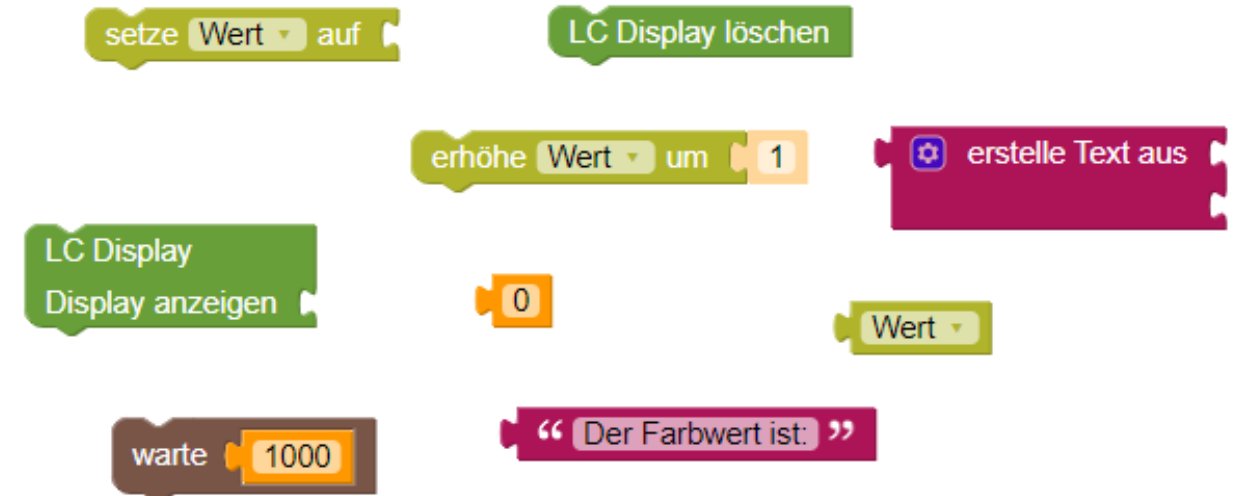 setze Wert auf
LC Display löschen
erhöhe Wert um 1
erstelle Text aus
LC Display
Display anzeigen
0
Wert
warte 1000
“ Der Farbwert ist: ”